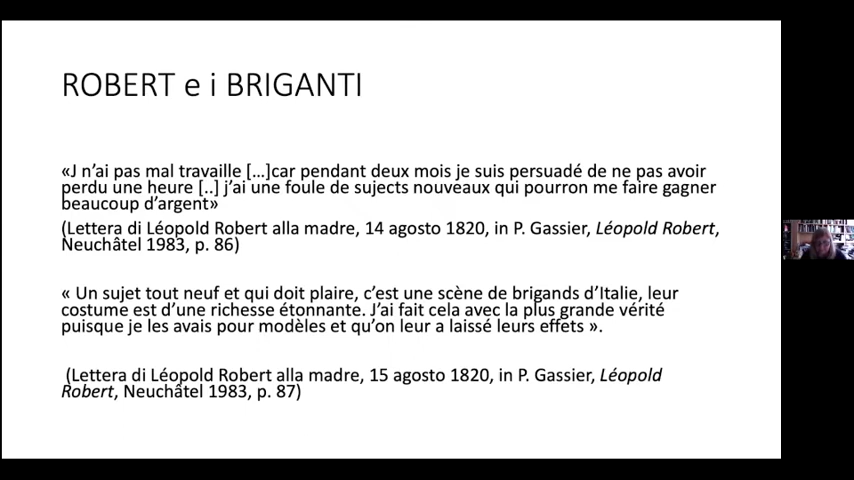 ROBERT e i BRIGANTI
«J n’ai pas mal travaille […]car pendant deux mois je suis persuadé de ne pas avoir
perdu une heure [..] j’ai une foule de sujects nouveaux qui pourron me faire gagner
beaucoup d’argent»
(Lettera di Léopold Robert alla madre, 14 agosto 1820, in P. Gassier, Léopold Robert,
Neuchâtel 1983, p. 86)
« Un sujet tout neuf et qui doit plaire, c’est une scène de brigands d’Italie, leur
costume est d’une richesse étonnante. J’ai fait cela avec la plus grande vérité
puisque je les avais pour modèles et qu’on leur a laissé leurs effets ».
(Lettera di Léopold Robert alla madre, 15 agosto 1820, in P. Gassier, Léopold
Robert, Neuchâtel 1983, p. 87)